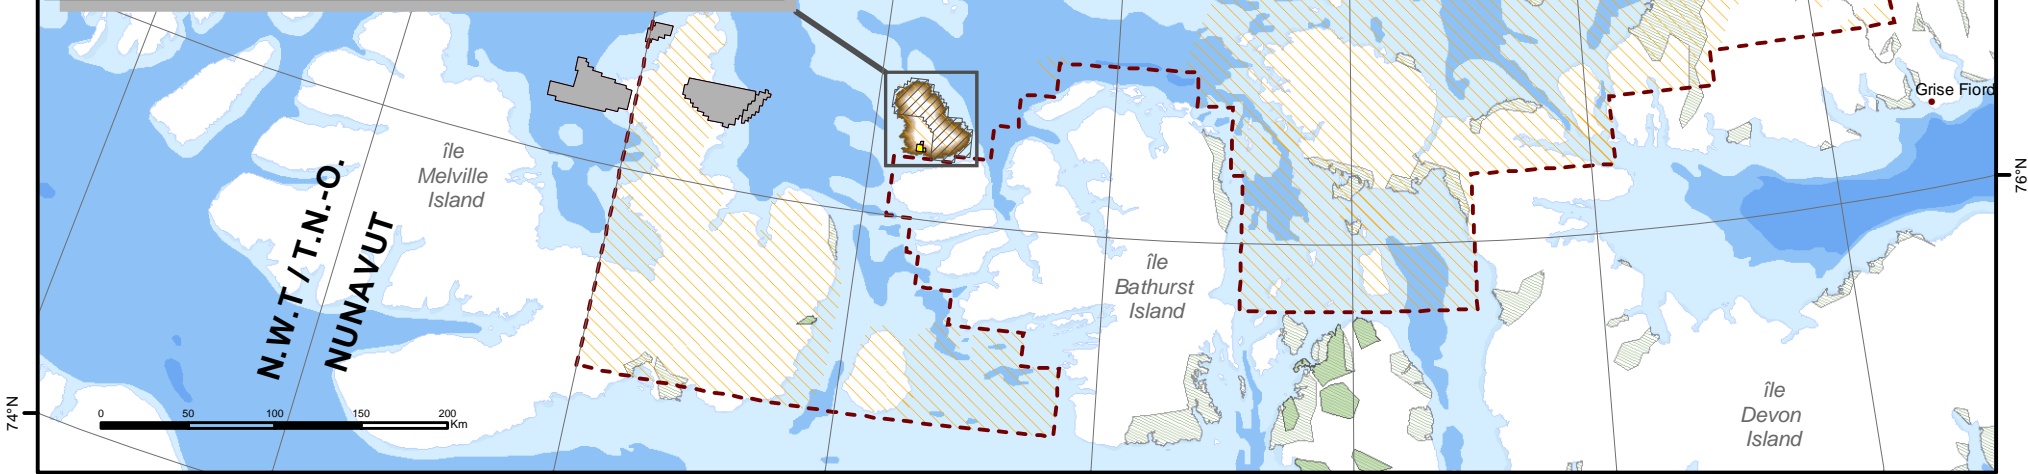 Grise Fiord
76°N
île
Melville
Island
N.W.T / T.N.-O.
NUNAVUT
île
Bathurst
Island
île
Devon
Island
74°N
0 50 100 150 200
Km